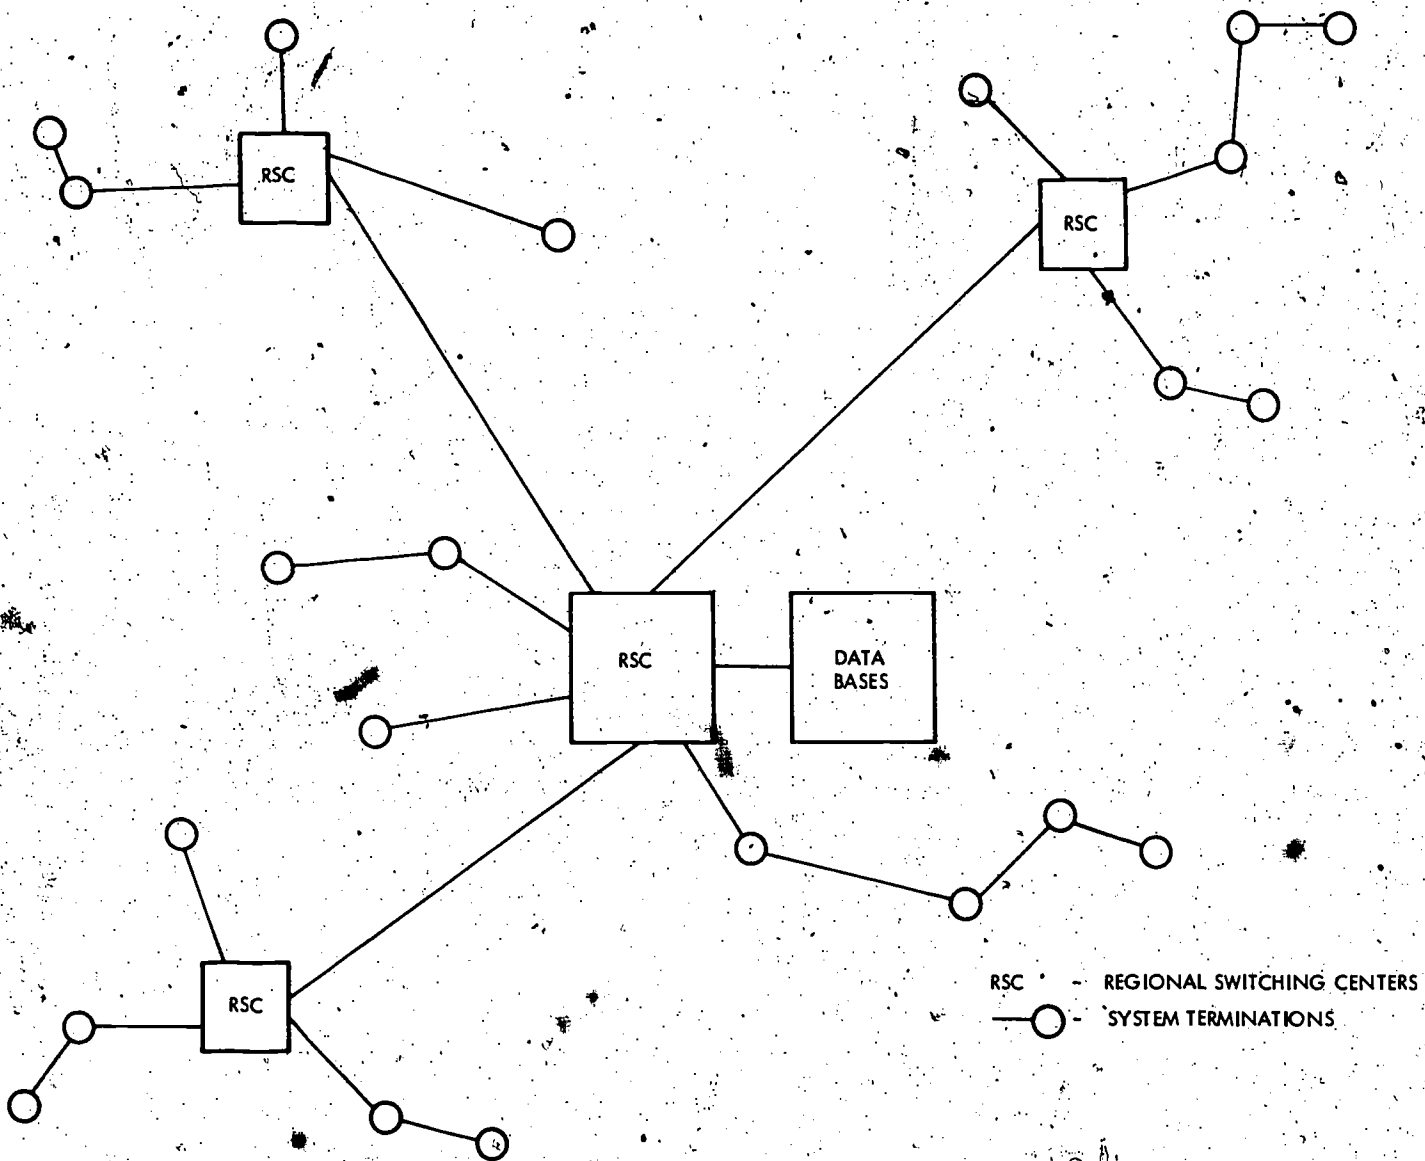 RSC
RSC
RSC
DATA
BASES
RSC
RSC - REGIONAL SWITCHING CENTERS
- SYSTEM TERMINATIONS